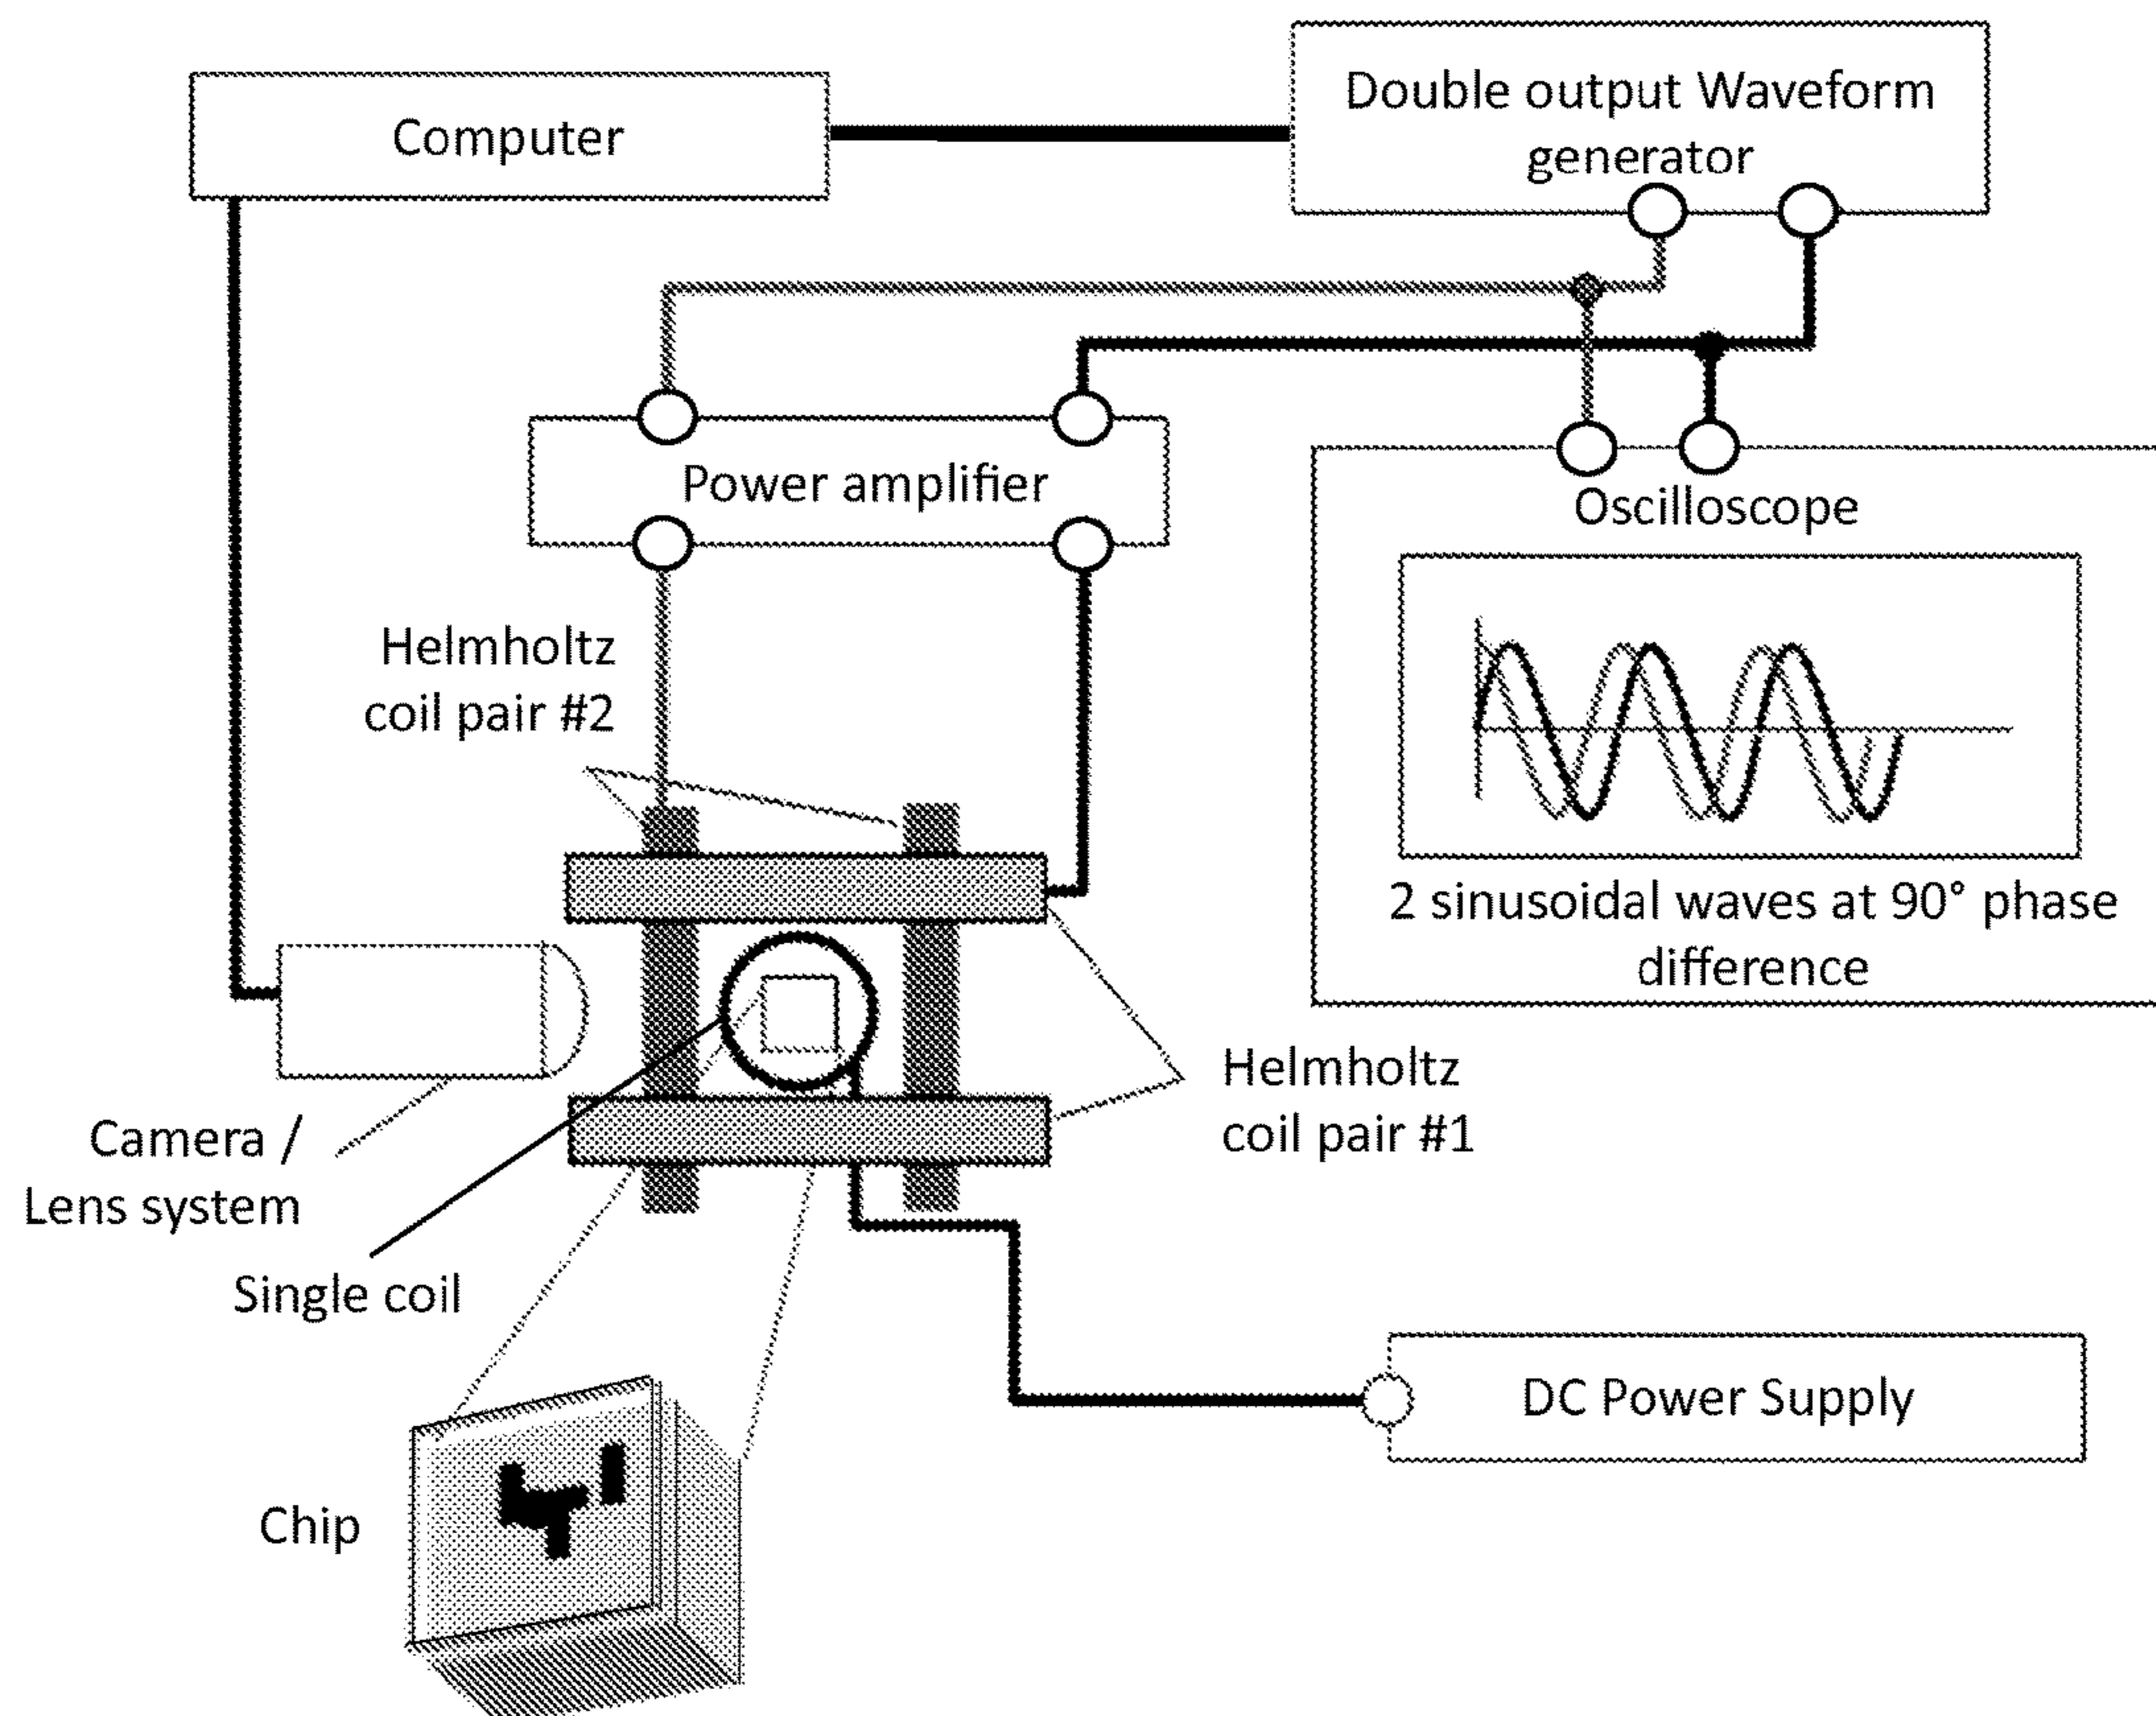 Computer
Double output Waveform
generator
Power amplifier
Oscilloscope
Helmholtz
coil pair #2
2 sinusoidal waves at 90° phase
difference
Helmholtz
coil pair #1
Camera /
Lens system
Single coil
DC Power Supply
Chip